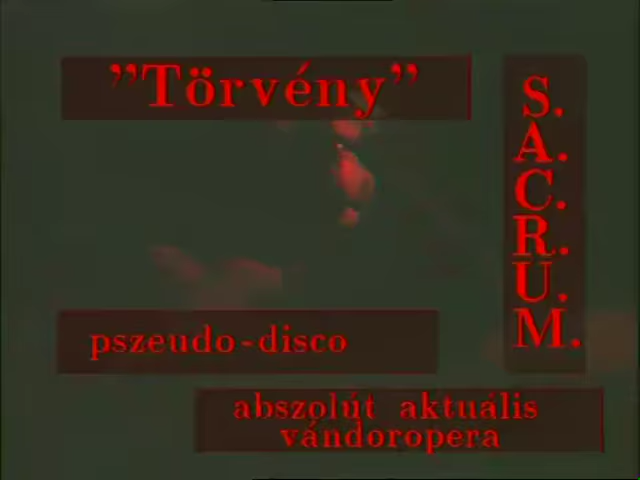 ”Törvény”
S.
A.
C.
R.
U.
M.
pszeudo-disco
abszolút aktuális
vándoropera